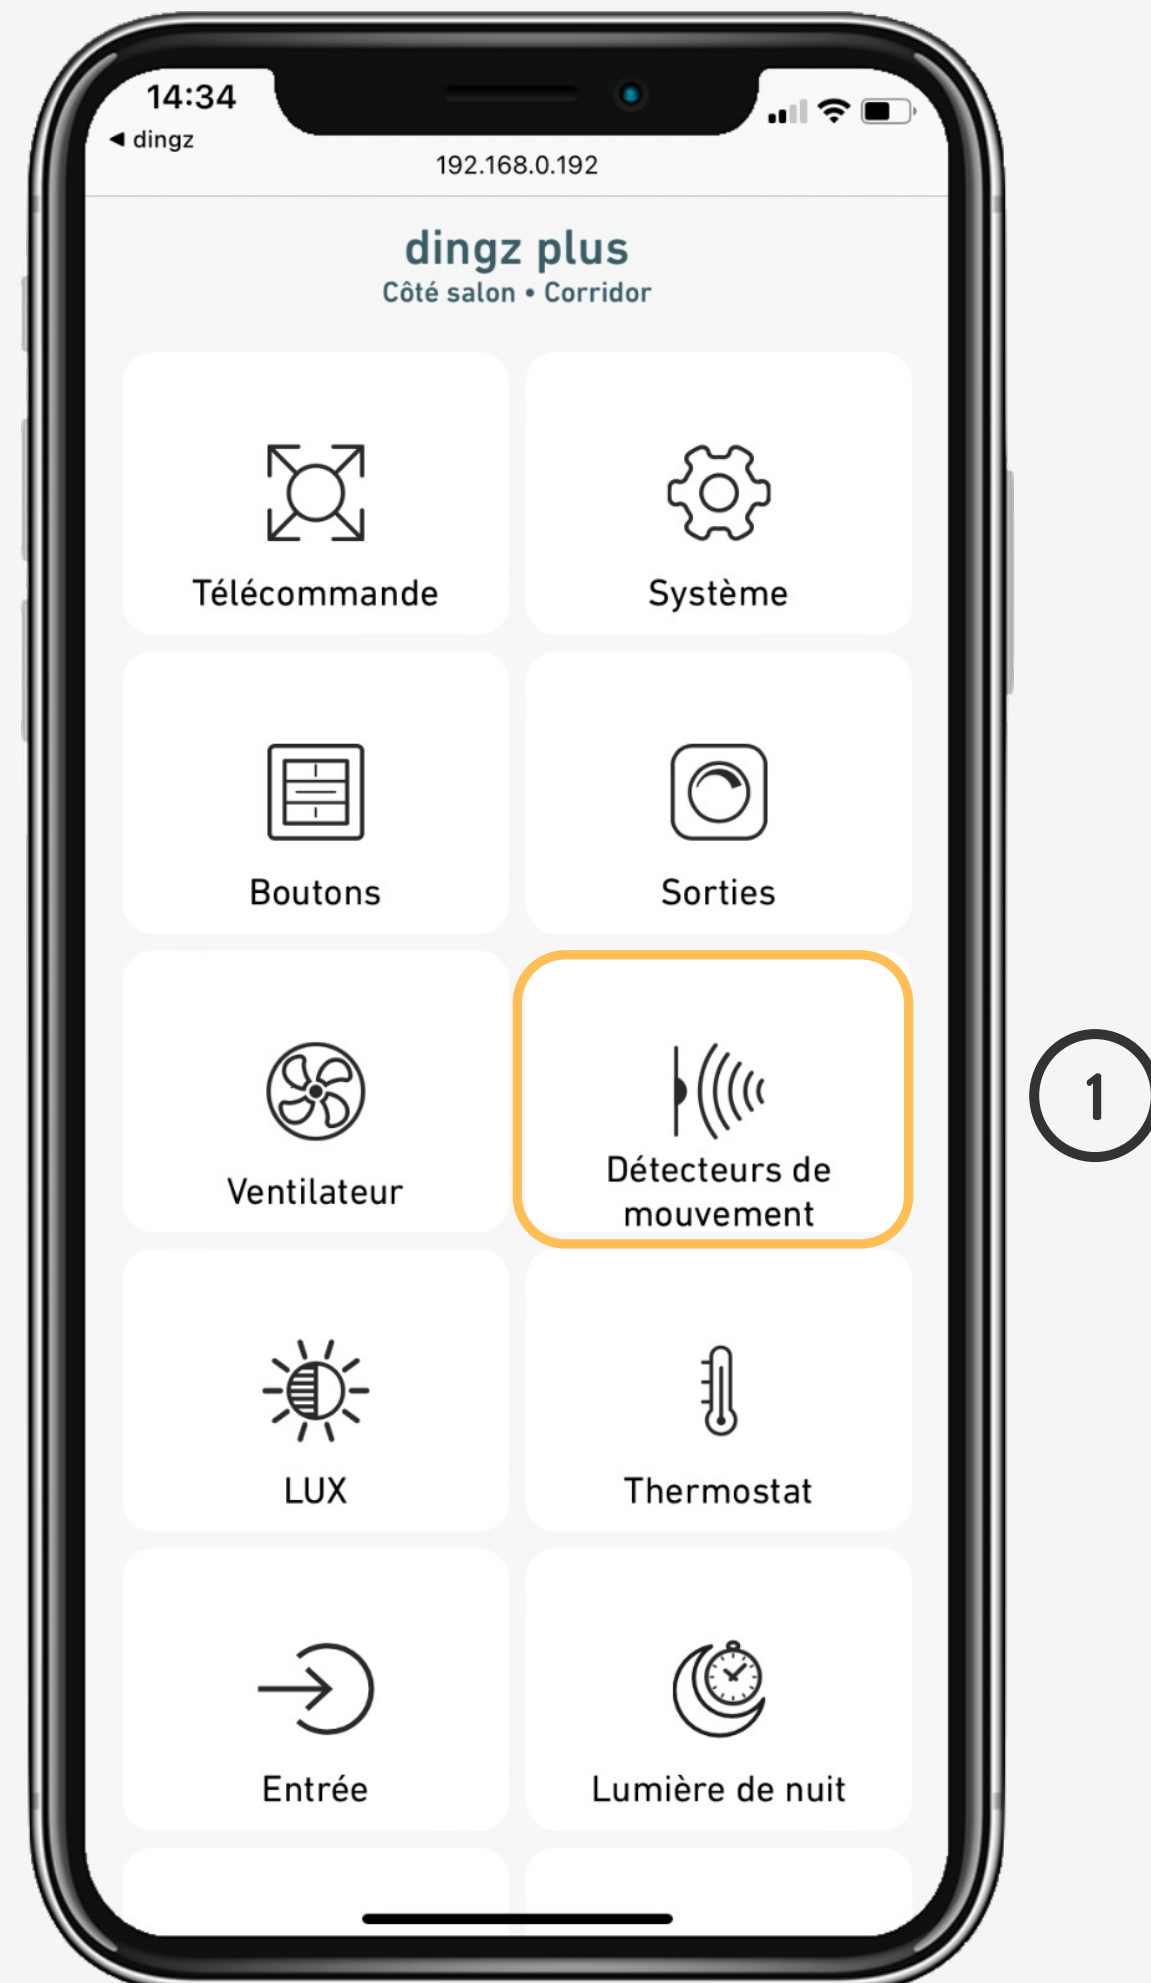 14:34
◀ dingz
192.168.0.192
dingz plus
Côté salon • Corridor
Télécommande
Système
Boutons
Sorties
Ventilateur
Détecteurs de
mouvement
1
LUX
Thermostat
Entrée
Lumière de nuit